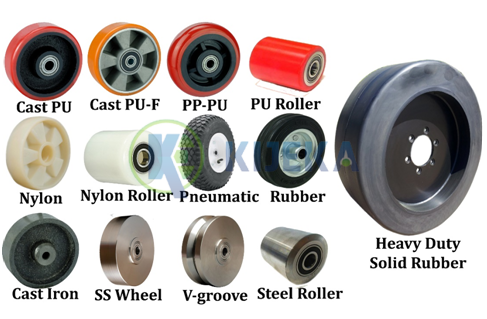 Cast PU
Cast PU-F
PP-PU
PU Roller
Nylon
Nylon Roller
Pneumatic
Rubber
Heavy Duty
Solid Rubber
Cast Iron
SS Wheel
V-groove
Steel Roller